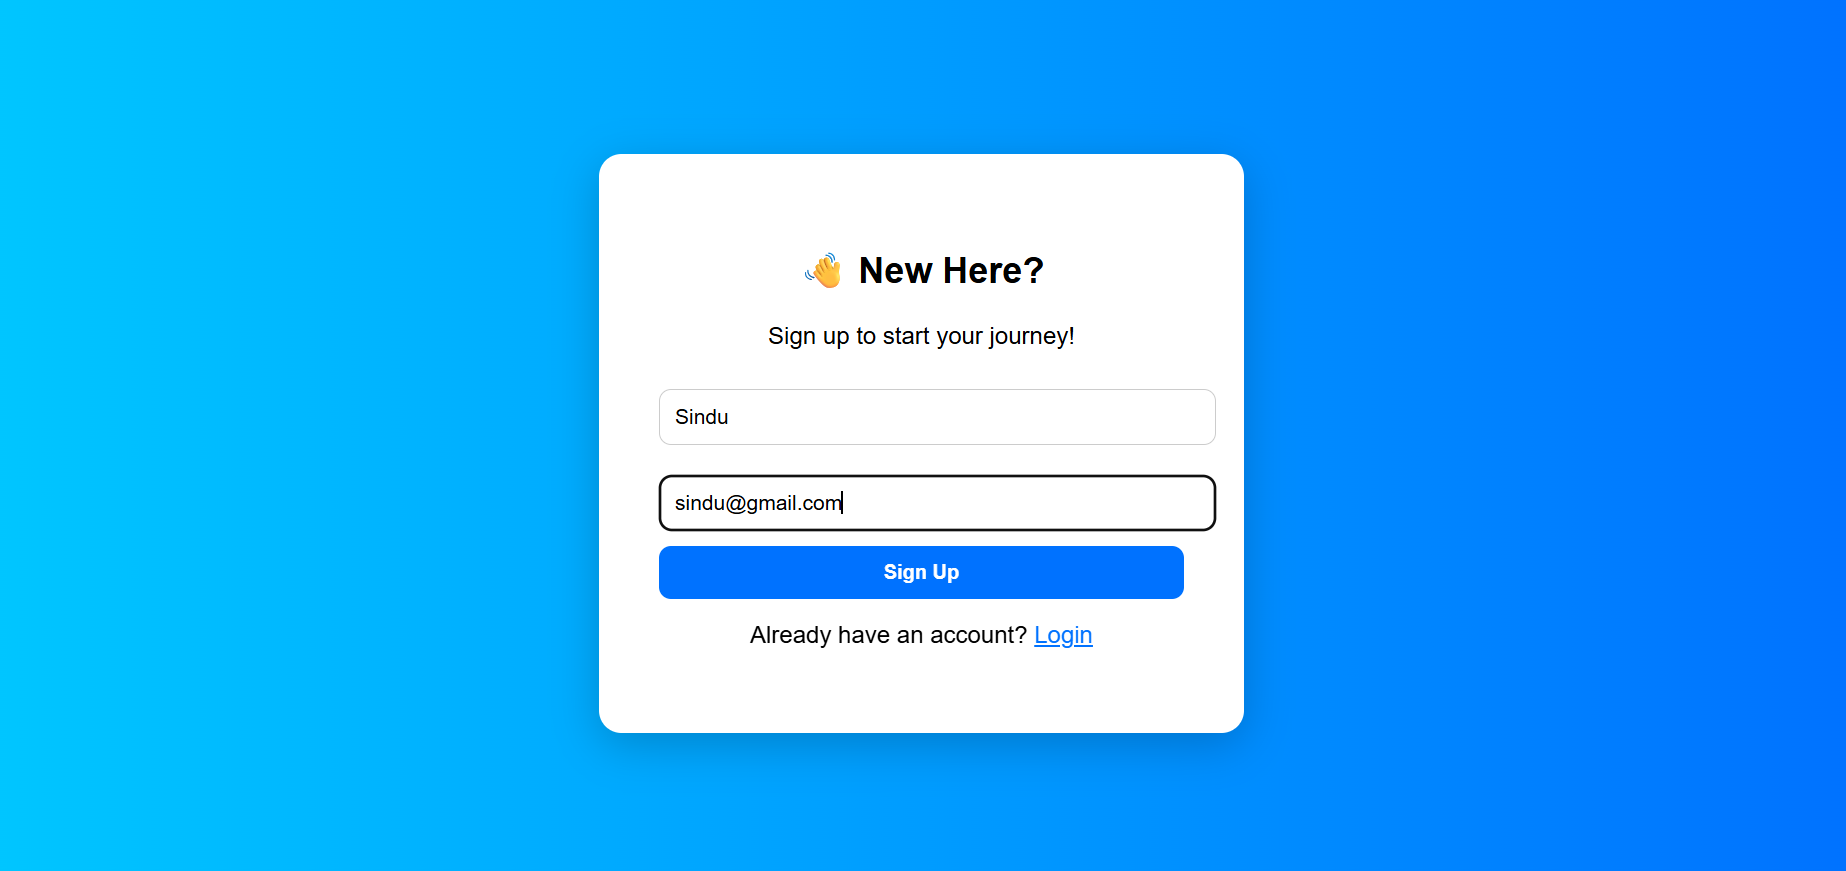 👋 New Here?
Sign up to start your journey!
Sindu
sindu@gmail.com
Sign Up
Already have an account? Login